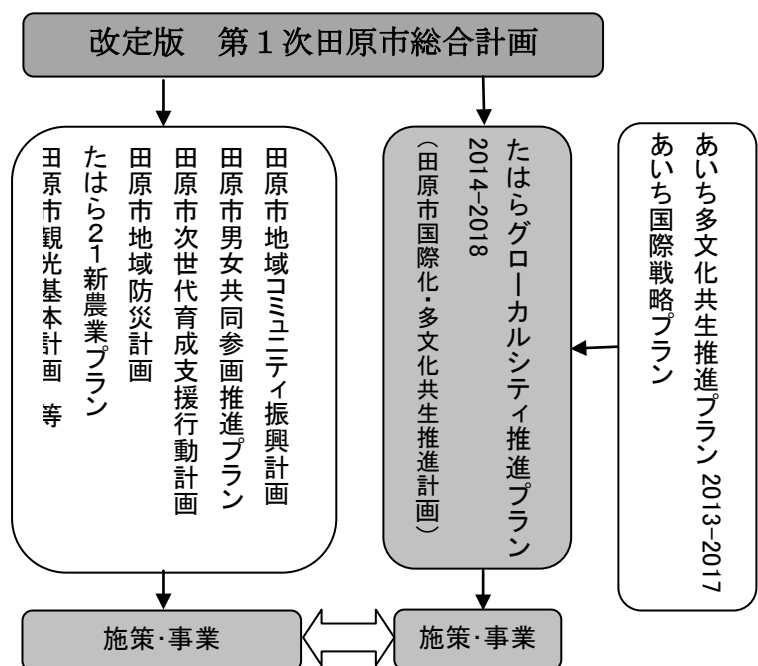 改定版　第１次田原市総合計画
田原市地域コミュニティ振興計画
田原市男女共同参画推進プラン
田原市次世代育成支援行動計画
田原市地域防災計画
たはら２１新農業プラン
田原市観光基本計画　等
たはらグローカルシティ推進プラン
2014-2018
（田原市国際化・多文化共生推進計画）
あいち多文化共生推進プラン 2013-2017
あいち国際戦略プラン
施策・事業
施策・事業